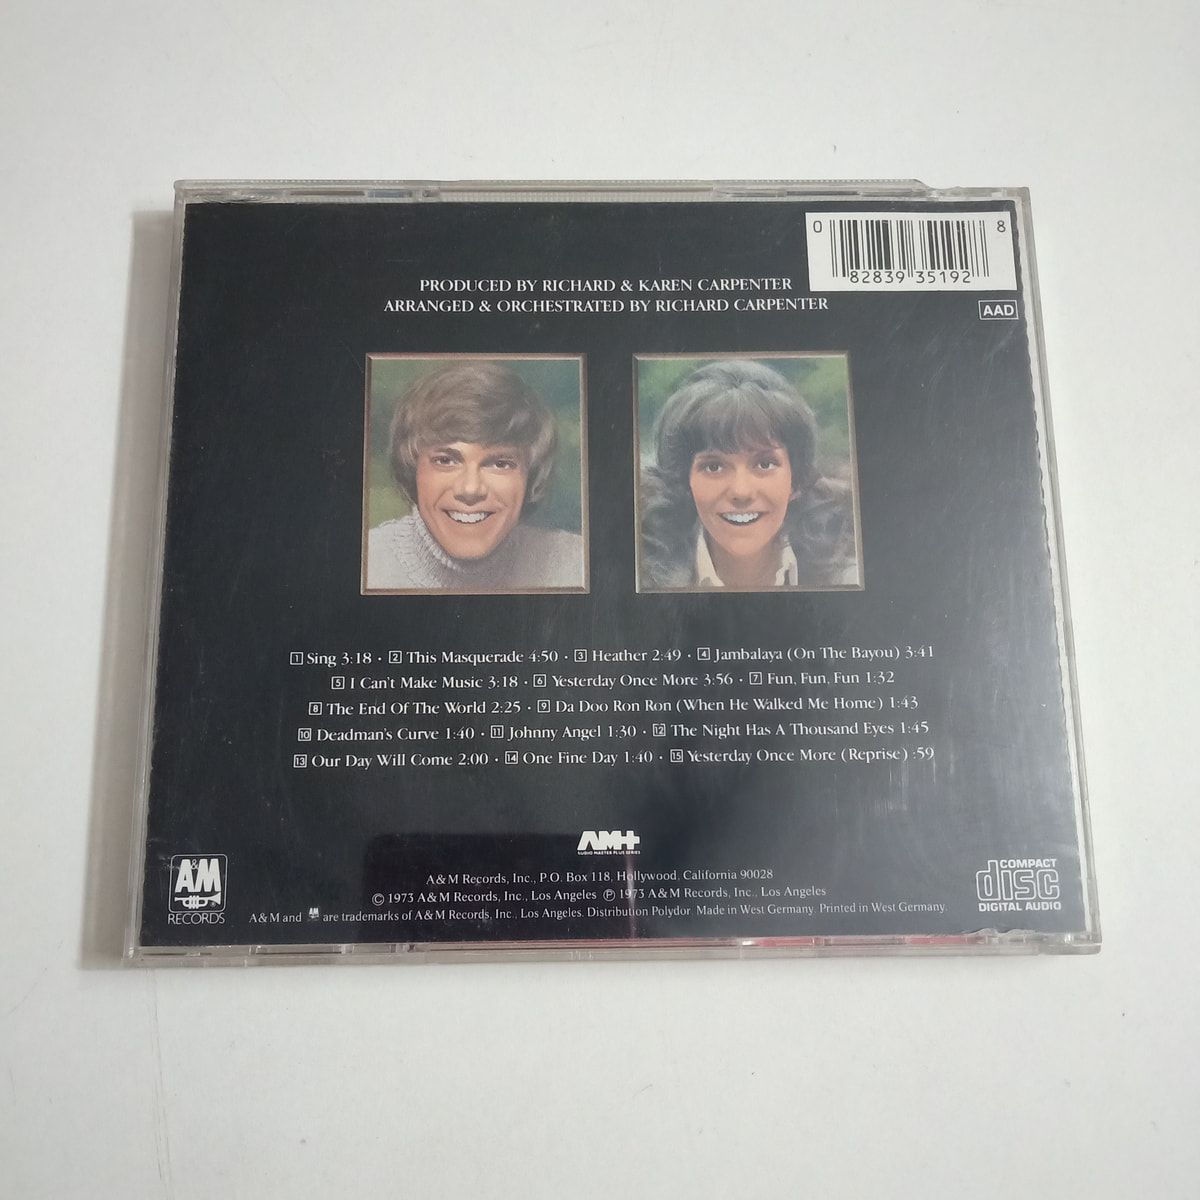 0 82839 35192 8
PRODUCED BY RICHARD & KAREN CARPENTER
ARRANGED & ORCHESTRATED BY RICHARD CARPENTER
AAD
1 Sing 3:18 · 2 This Masquerade 4:50 · 3 Heather 2:49 · 4 Jambalaya (On The Bayou) 3:41
5 I Can't Make Music 3:18 · 6 Yesterday Once More 3:56 · 7 Fun, Fun, Fun 1:32
8 The End Of The World 2:25 · 9 Da Doo Ron Ron (When He Walked Me Home) 1:43
10 Deadman's Curve 1:40 · 11 Johnny Angel 1:30 · 12 The Night Has A Thousand Eyes 1:45
13 Our Day Will Come 2:00 · 14 One Fine Day 1:40 · 15 Yesterday Once More (Reprise) :59
AM+
AUDIO MASTER PLUS SERIES
A&M
RECORDS
A&M Records, Inc., P.O. Box 118, Hollywood, California 90028
© 1973 A&M Records, Inc., Los Angeles ℗ 1973 A&M Records, Inc., Los Angeles
A&M and A&M are trademarks of A&M Records, Inc., Los Angeles. Distribution Polydor. Made in West Germany. Printed in West Germany.
COMPACT
disc
DIGITAL AUDIO